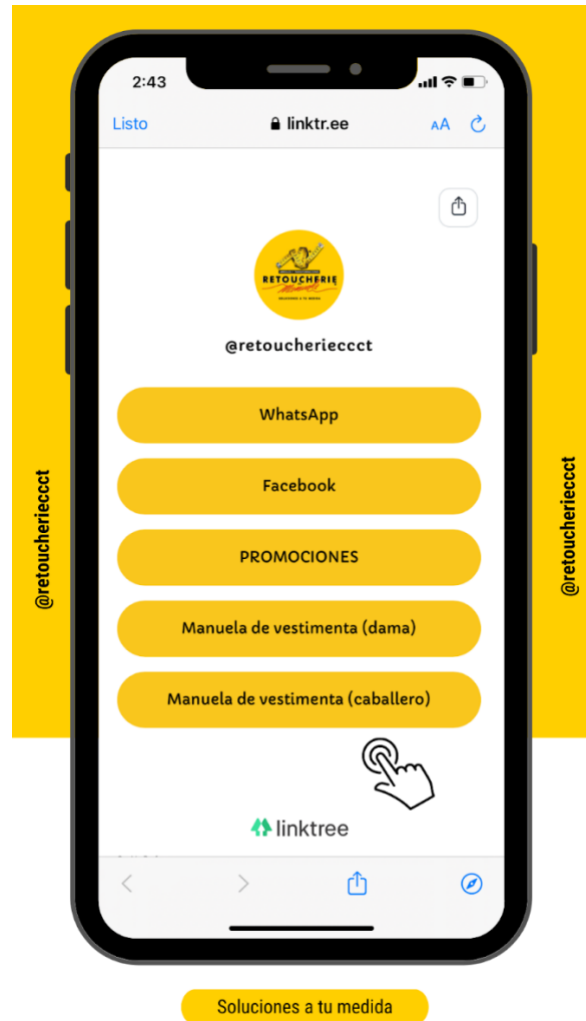 2:43
Listo
linktr.ee
AA
RETOUCHERIE
@retoucherieccct
WhatsApp
Facebook
PROMOCIONES
Manuela de vestimenta (dama)
Manuela de vestimenta (caballero)
linktree
@retoucherieccct
@retoucherieccct
Soluciones a tu medida